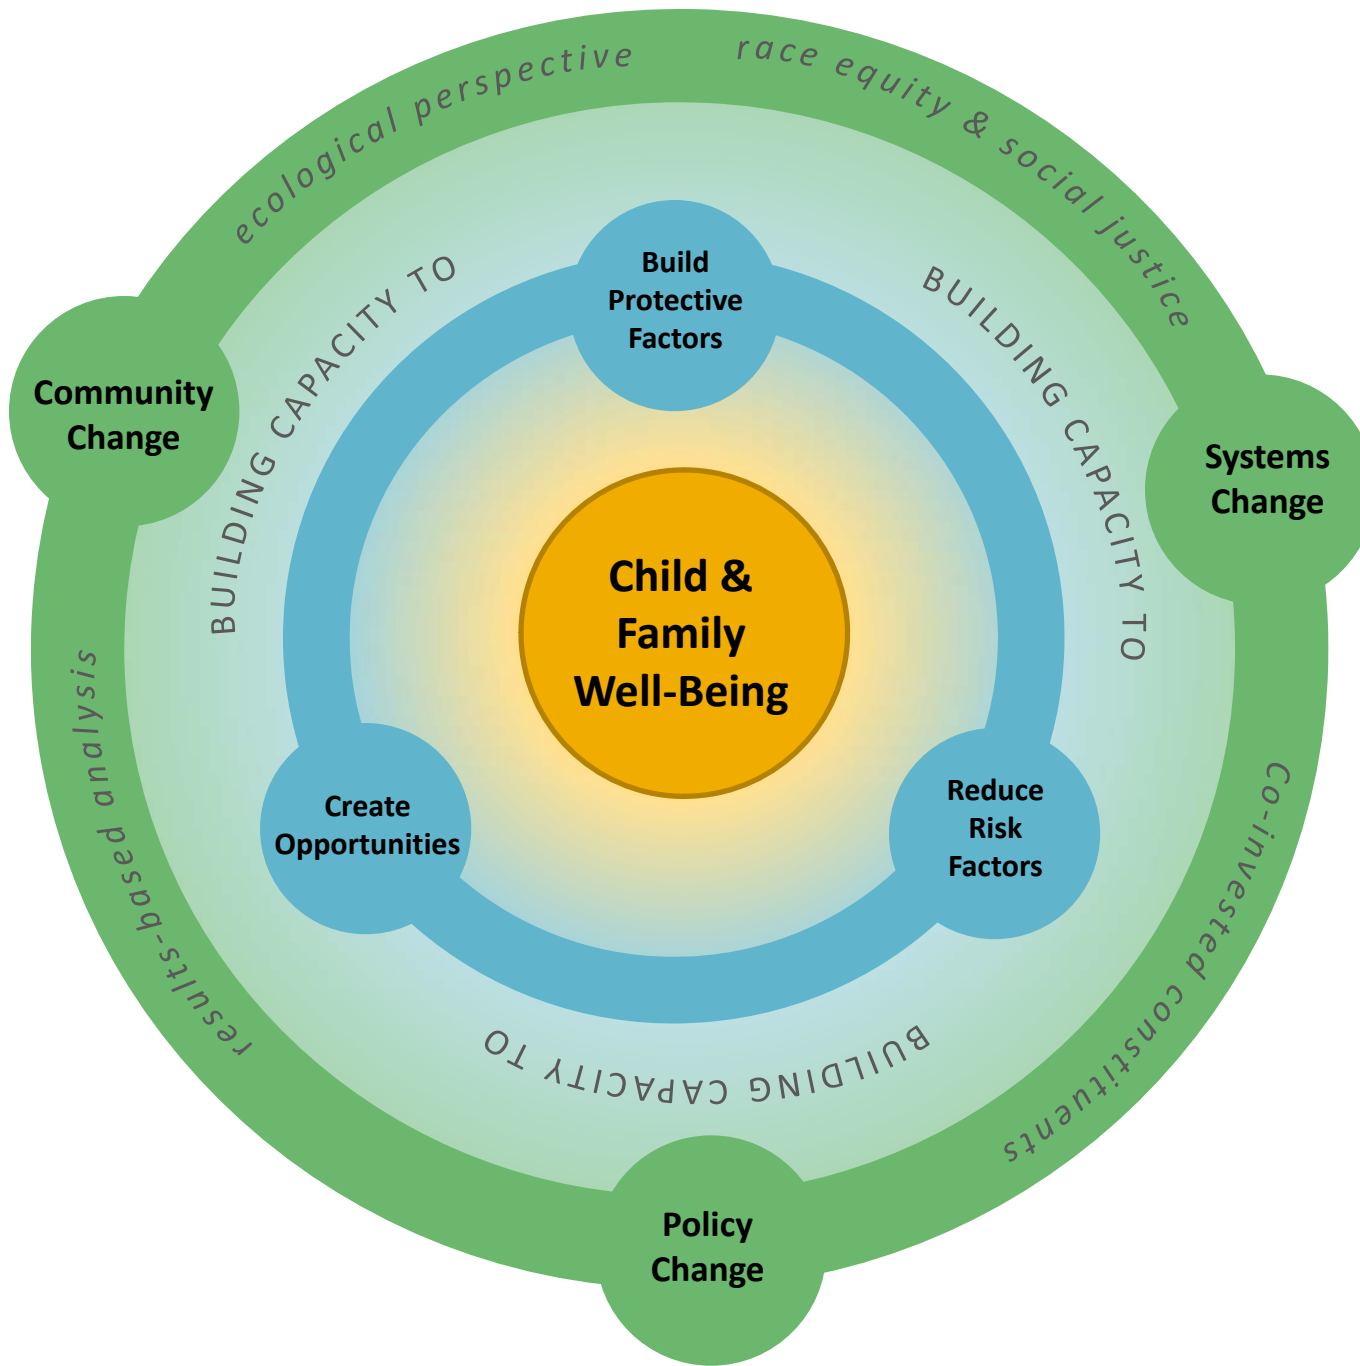 ecological perspective
race equity & social justice
BUILDING CAPACITY TO
BUILDING CAPACITY TO
Build
Protective
Factors
Community
Change
Systems
Change
Child &
Family
Well-Being
Create
Opportunities
Reduce
Risk
Factors
results-based analysis
Co-invested constituents
BUILDING CAPACITY TO
Policy
Change